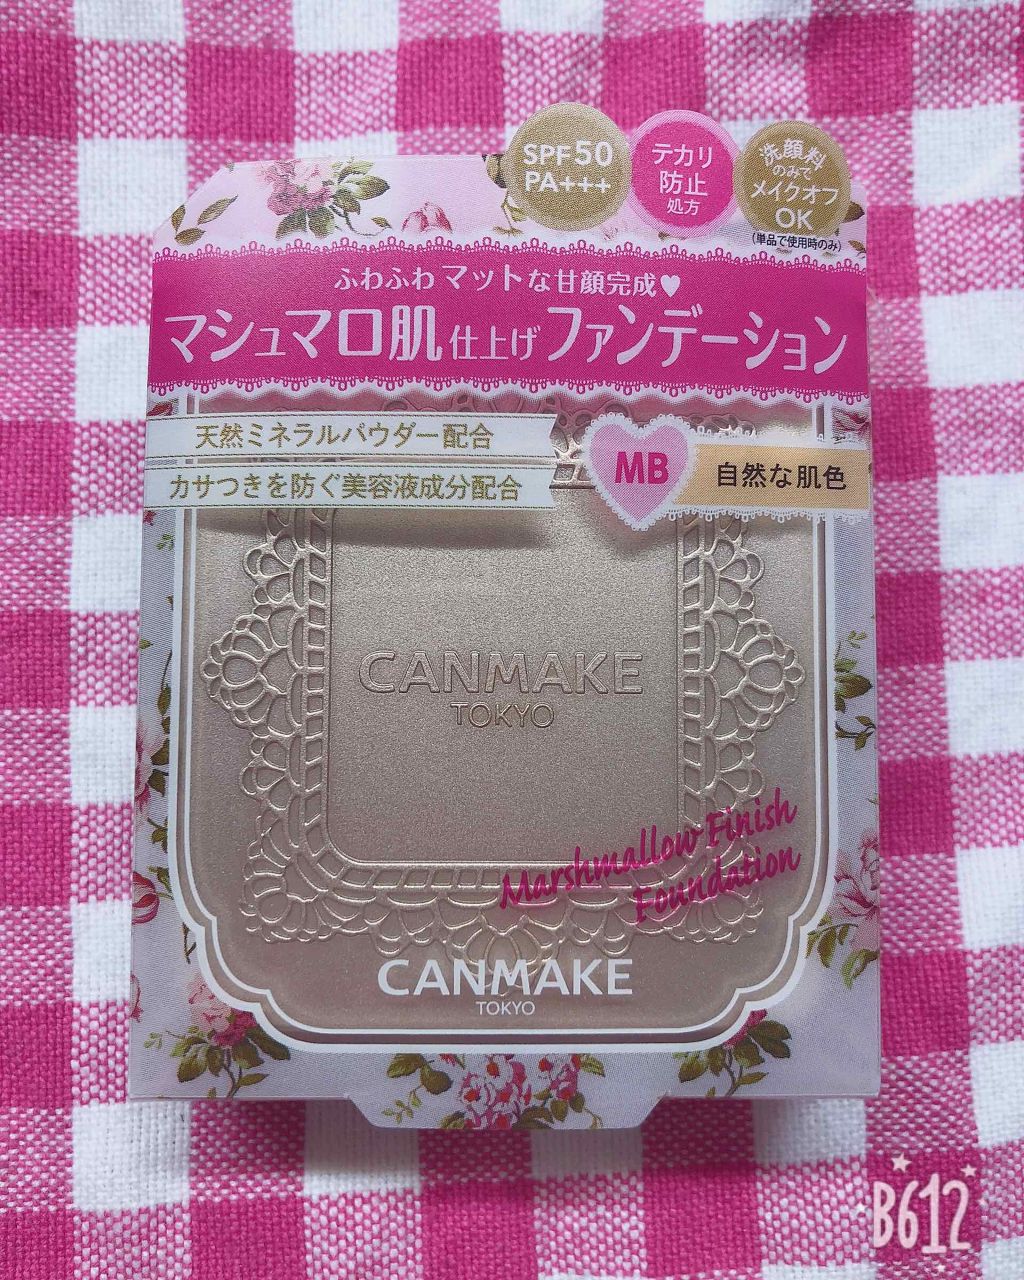 SPF50
PA+++
テカリ
防止
処方
洗顔料
のみで
メイクオフ
OK
(単品で使用時のみ)
ふわふわマットな甘顔完成♥
マシュマロ肌仕上げファンデーション
天然ミネラルパウダー配合
カサつきを防ぐ美容液成分配合
MB
自然な肌色
CANMAKE
TOKYO
Marshmallow Finish
Foundation
CANMAKE
TOKYO
B612